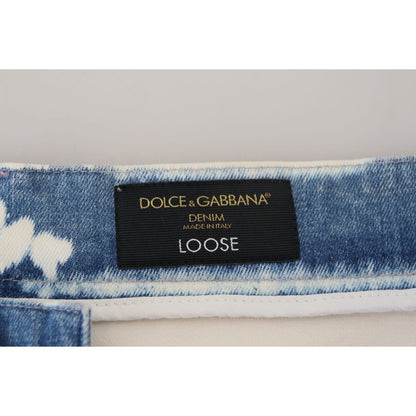 DOLCE & GABBANA®
DENIM
MADE IN ITALY
LOOSE